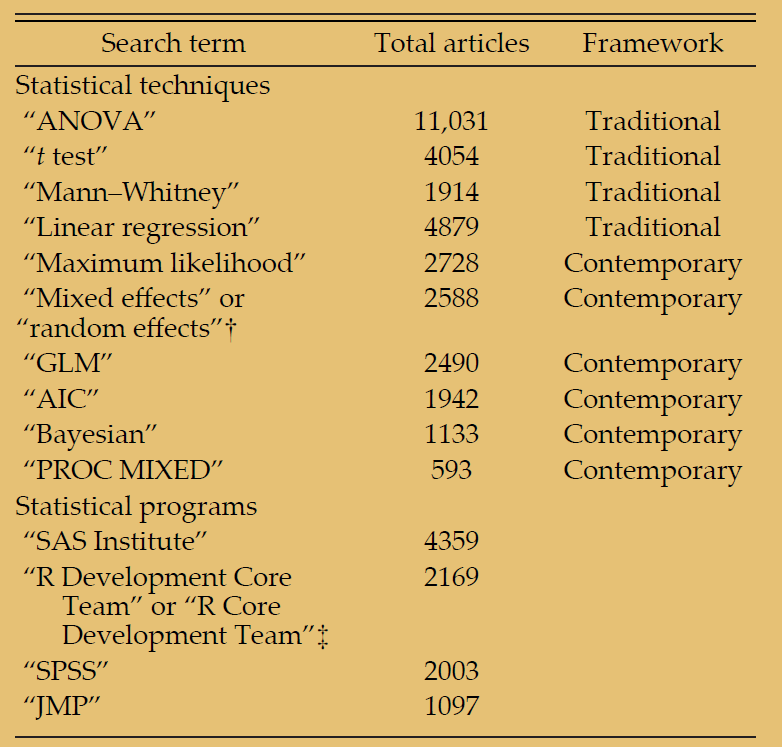 Search term Total articles Framework
Statistical techniques
“ANOVA” 11,031 Traditional
“t test” 4054 Traditional
“Mann–Whitney” 1914 Traditional
“Linear regression” 4879 Traditional
“Maximum likelihood” 2728 Contemporary
“Mixed effects” or 2588 Contemporary
“random effects”†
“GLM” 2490 Contemporary
“AIC” 1942 Contemporary
“Bayesian” 1133 Contemporary
“PROC MIXED” 593 Contemporary
Statistical programs
“SAS Institute” 4359
“R Development Core 2169
Team” or “R Core
Development Team”‡
“SPSS” 2003
“JMP” 1097